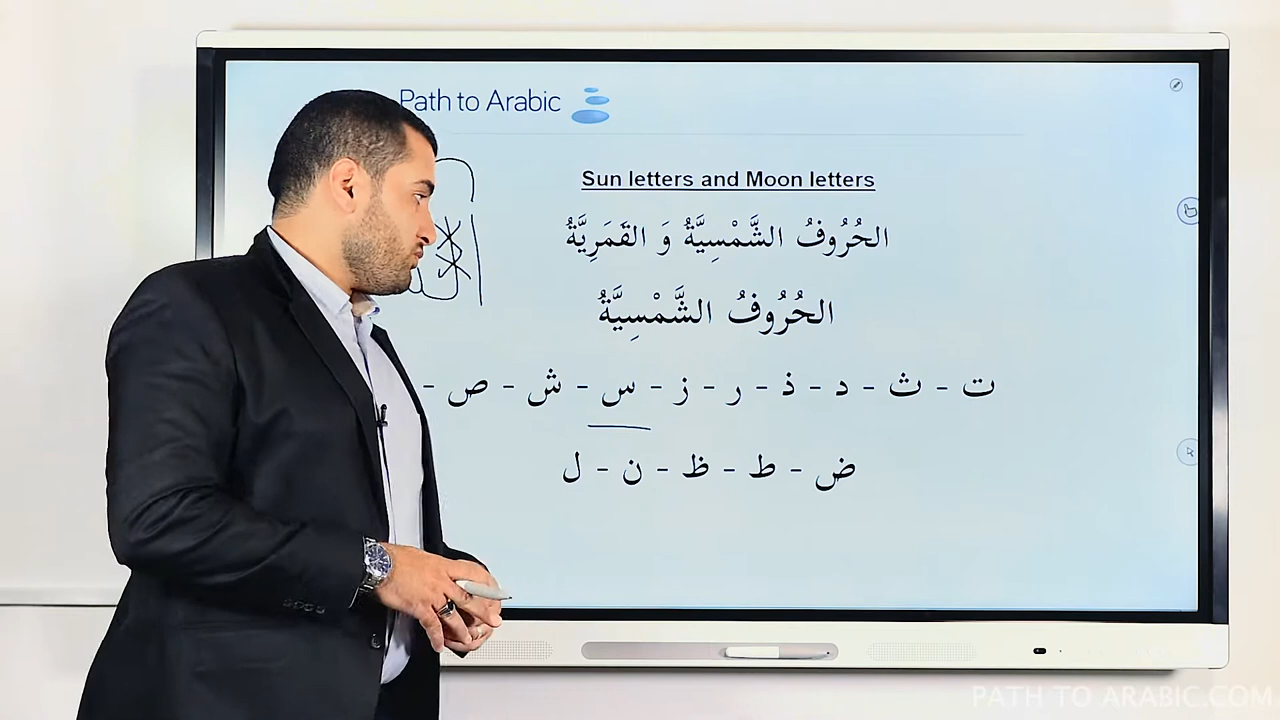 Path to Arabic
Sun letters and Moon letters
الحُرُوفُ الشَّمْسِيَّةُ وَ القَمَرِيَّةُ
الحُرُوفُ الشَّمْسِيَّةُ
ت - ث - د - ذ - ر - ز - س - ش - ص -
ض - ط - ظ - ن - ل
PATH TO ARABIC.COM